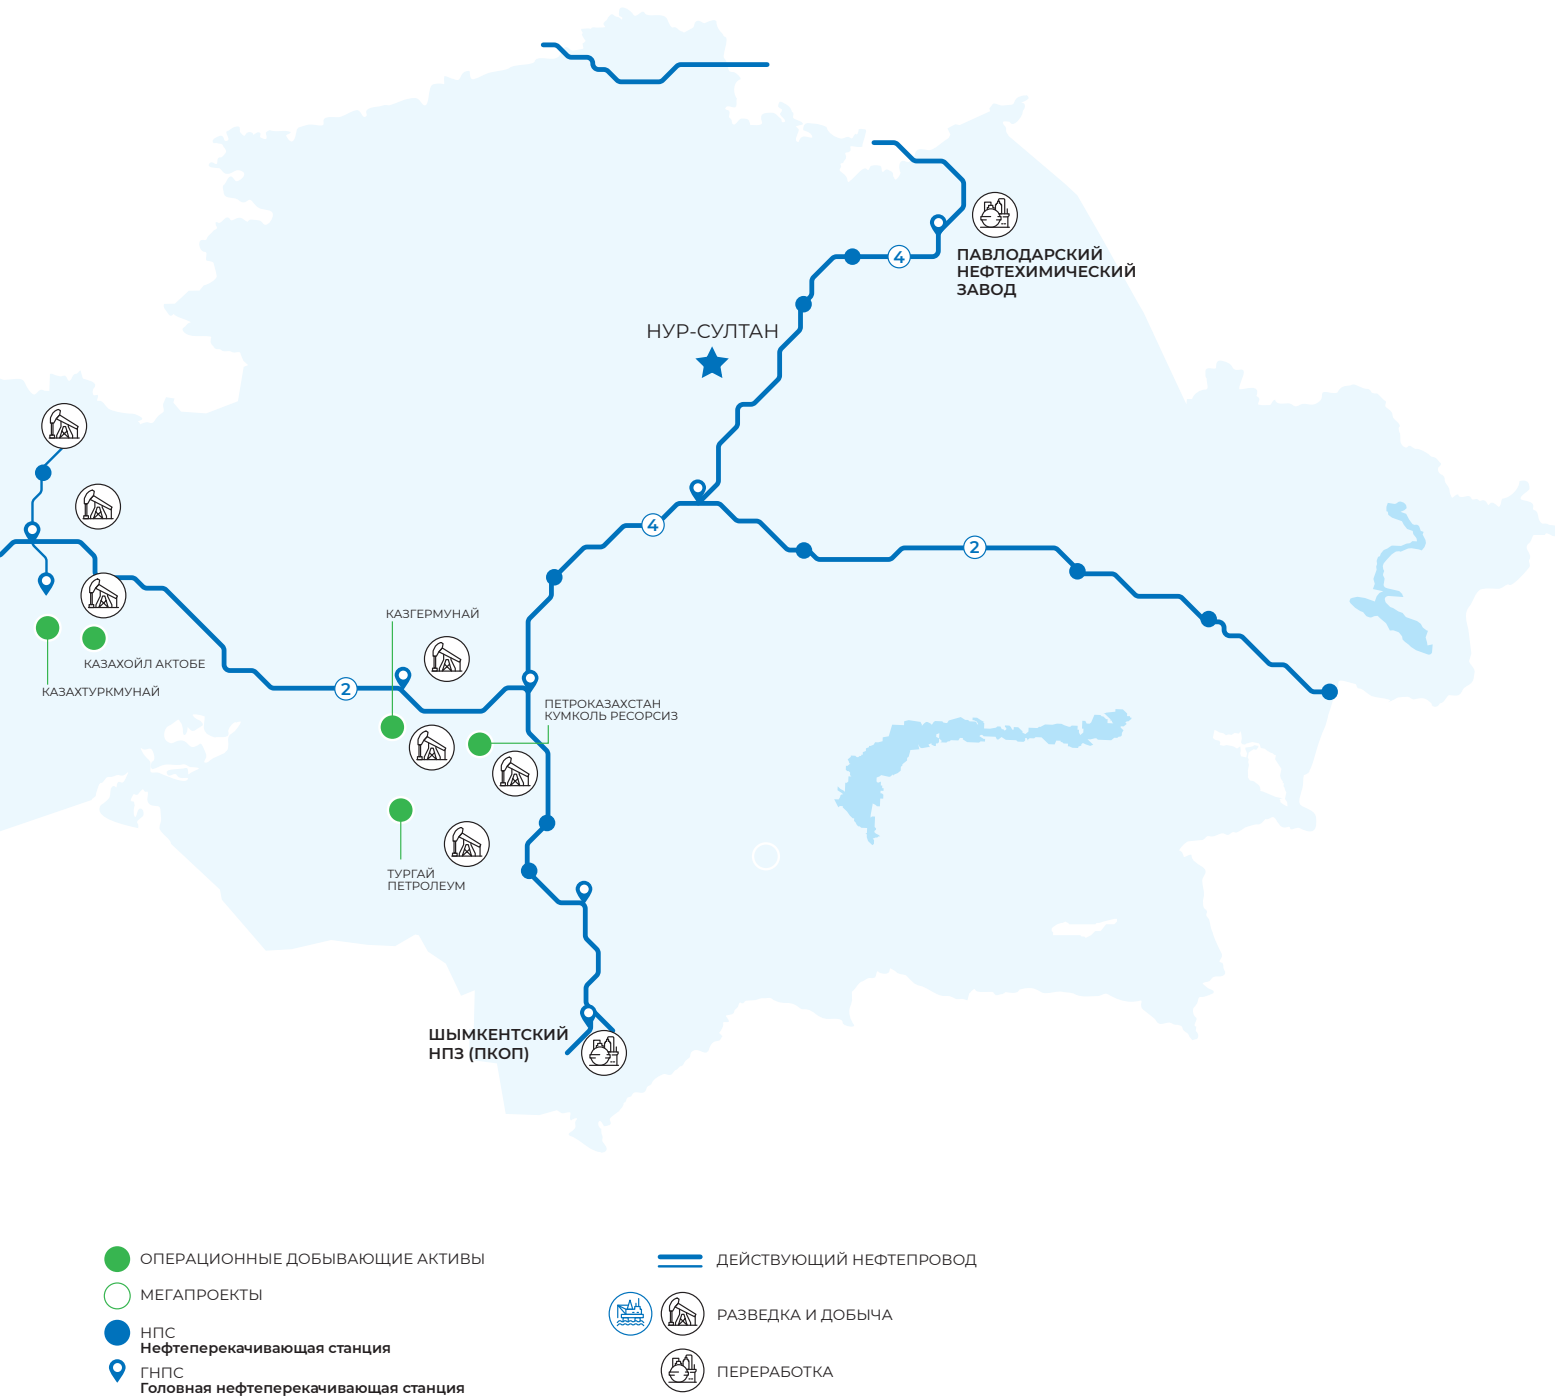 ПАВЛОДАРСКИЙ
НЕФТЕХИМИЧЕСКИЙ
ЗАВОД
4
НУР-СУЛТАН
4
2
КАЗГЕРМУНАЙ
КАЗАХОЙЛ АКТОБЕ
КАЗАХТУРКМУНАЙ
2
ПЕТРОКАЗАХСТАН
КУМКОЛЬ РЕСОРСИЗ
ТУРГАЙ
ПЕТРОЛЕУМ
ШЫМКЕНТСКИЙ
НПЗ (ПКОП)
ОПЕРАЦИОННЫЕ ДОБЫВАЮЩИЕ АКТИВЫ
МЕГАПРОЕКТЫ
НПС
Нефтеперекачивающая станция
ГНПС
Головная нефтеперекачивающая станция
ДЕЙСТВУЮЩИЙ НЕФТЕПРОВОД
РАЗВЕДКА И ДОБЫЧА
ПЕРЕРАБОТКА